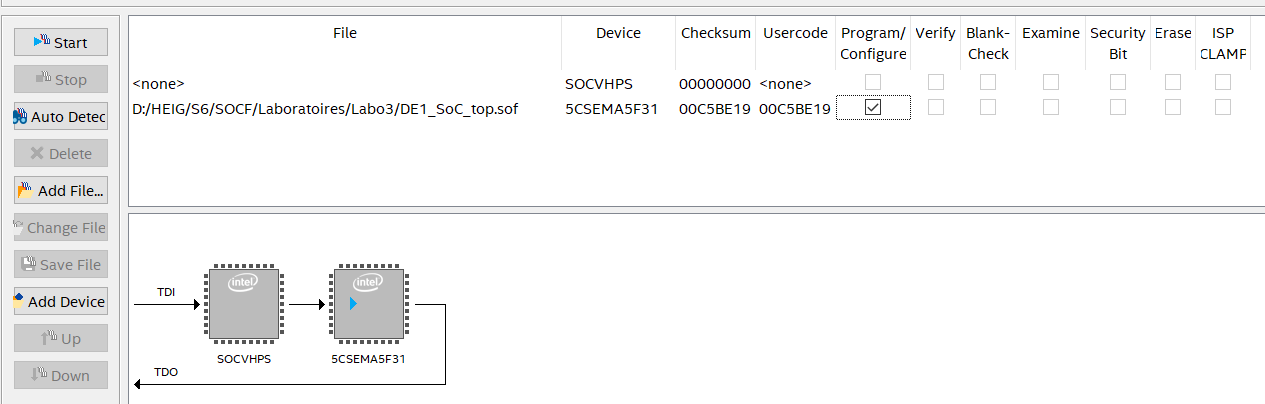 Start
Stop
Auto Detec
Delete
Add File...
Change File
Save File
Add Device
Up
Down
File Device Checksum Usercode Program/ Verify Blank- Examine Security Erase ISP
Configure Check Bit CLAMP
<none> SOCVHPS 00000000 <none>
D:/HEIG/S6/SOCF/Laboratoires/Labo3/DE1_SoC_top.sof 5CSEMA5F31 00C5BE19 00C5BE19
TDI
intel
intel
SOCVHPS
5CSEMA5F31
TDO